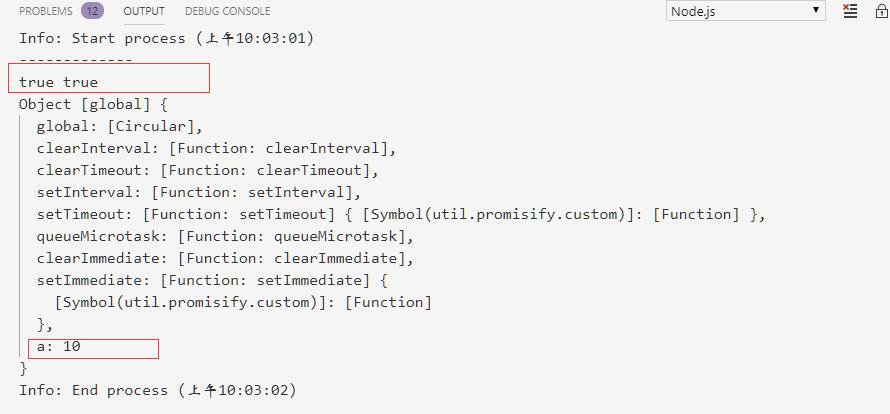 PROBLEMS 12 OUTPUT DEBUG CONSOLE Node.js
Info: Start process (上午10:03:01)
-------------
true true
Object [global] {
  global: [Circular],
  clearInterval: [Function: clearInterval],
  clearTimeout: [Function: clearTimeout],
  setInterval: [Function: setInterval],
  setTimeout: [Function: setTimeout] { [Symbol(util.promisify.custom)]: [Function] },
  queueMicrotask: [Function: queueMicrotask],
  clearImmediate: [Function: clearImmediate],
  setImmediate: [Function: setImmediate] {
    [Symbol(util.promisify.custom)]: [Function]
  },
  a: 10
}
Info: End process (上午10:03:02)